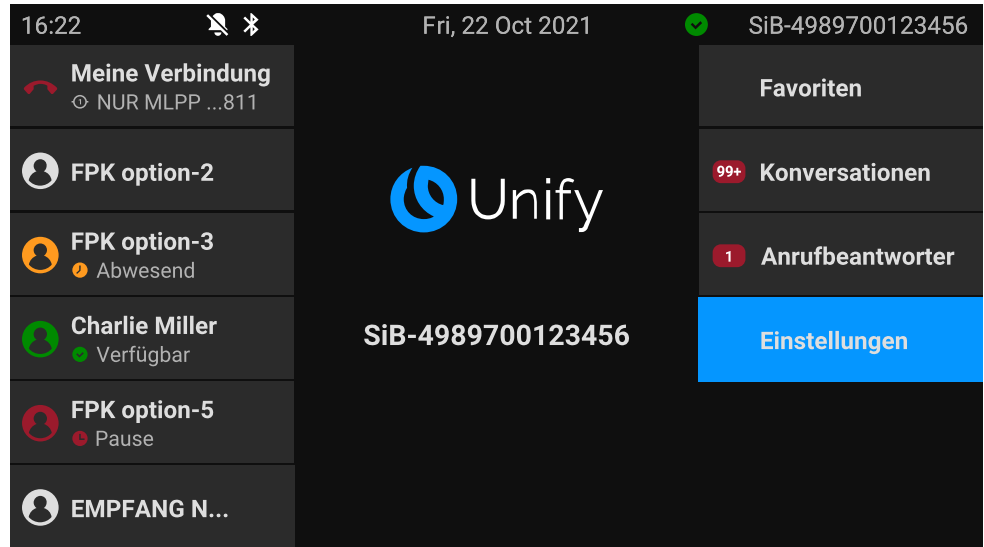 16:22
Fri, 22 Oct 2021
SiB-4989700123456
Meine Verbindung
NUR MLPP ...811
FPK option-2
FPK option-3
Abwesend
Charlie Miller
Verfügbar
FPK option-5
Pause
EMPFANG N...
Unify
SiB-4989700123456
Favoriten
99+ Konversationen
1 Anrufbeantworter
Einstellungen